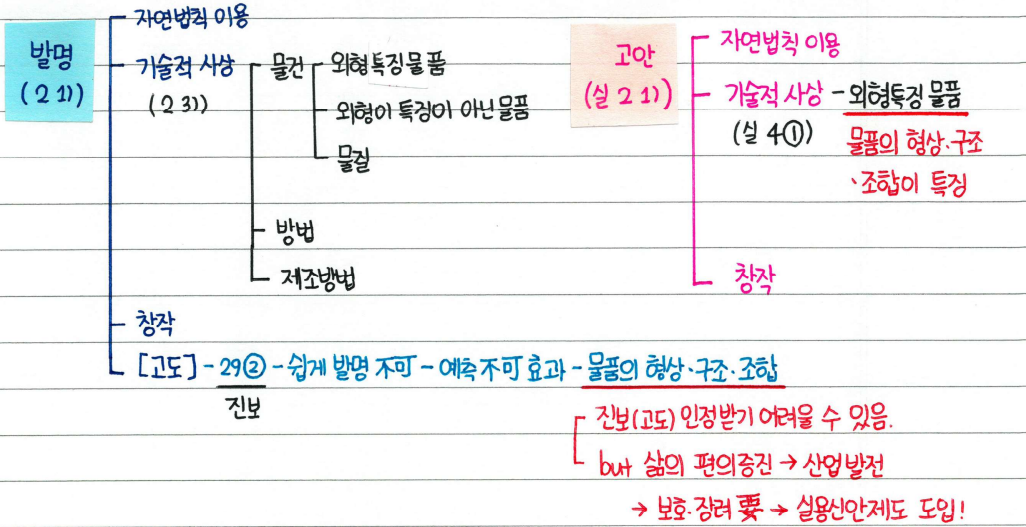 발명
(2 1))
자연법칙 이용
기술적 사상
(2 3))
물건
외형특징물품
외형이 특징이 아닌 물품
물질
방법
제조방법
창작
[고도] - 29② - 쉽게 발명 不可 - 예측 不可 효과 - 물품의 형상·구조·조합
진보
고안
(실 2 1))
자연법칙 이용
기술적 사상 - 외형특징 물품
(실 4①)
물품의 형상·구조
·조합이 특징
창작
진보(고도) 인정받기 어려울 수 있음.
but 삶의 편의증진 → 산업발전
→ 보호·장려 要 → 실용신안제도 도입!